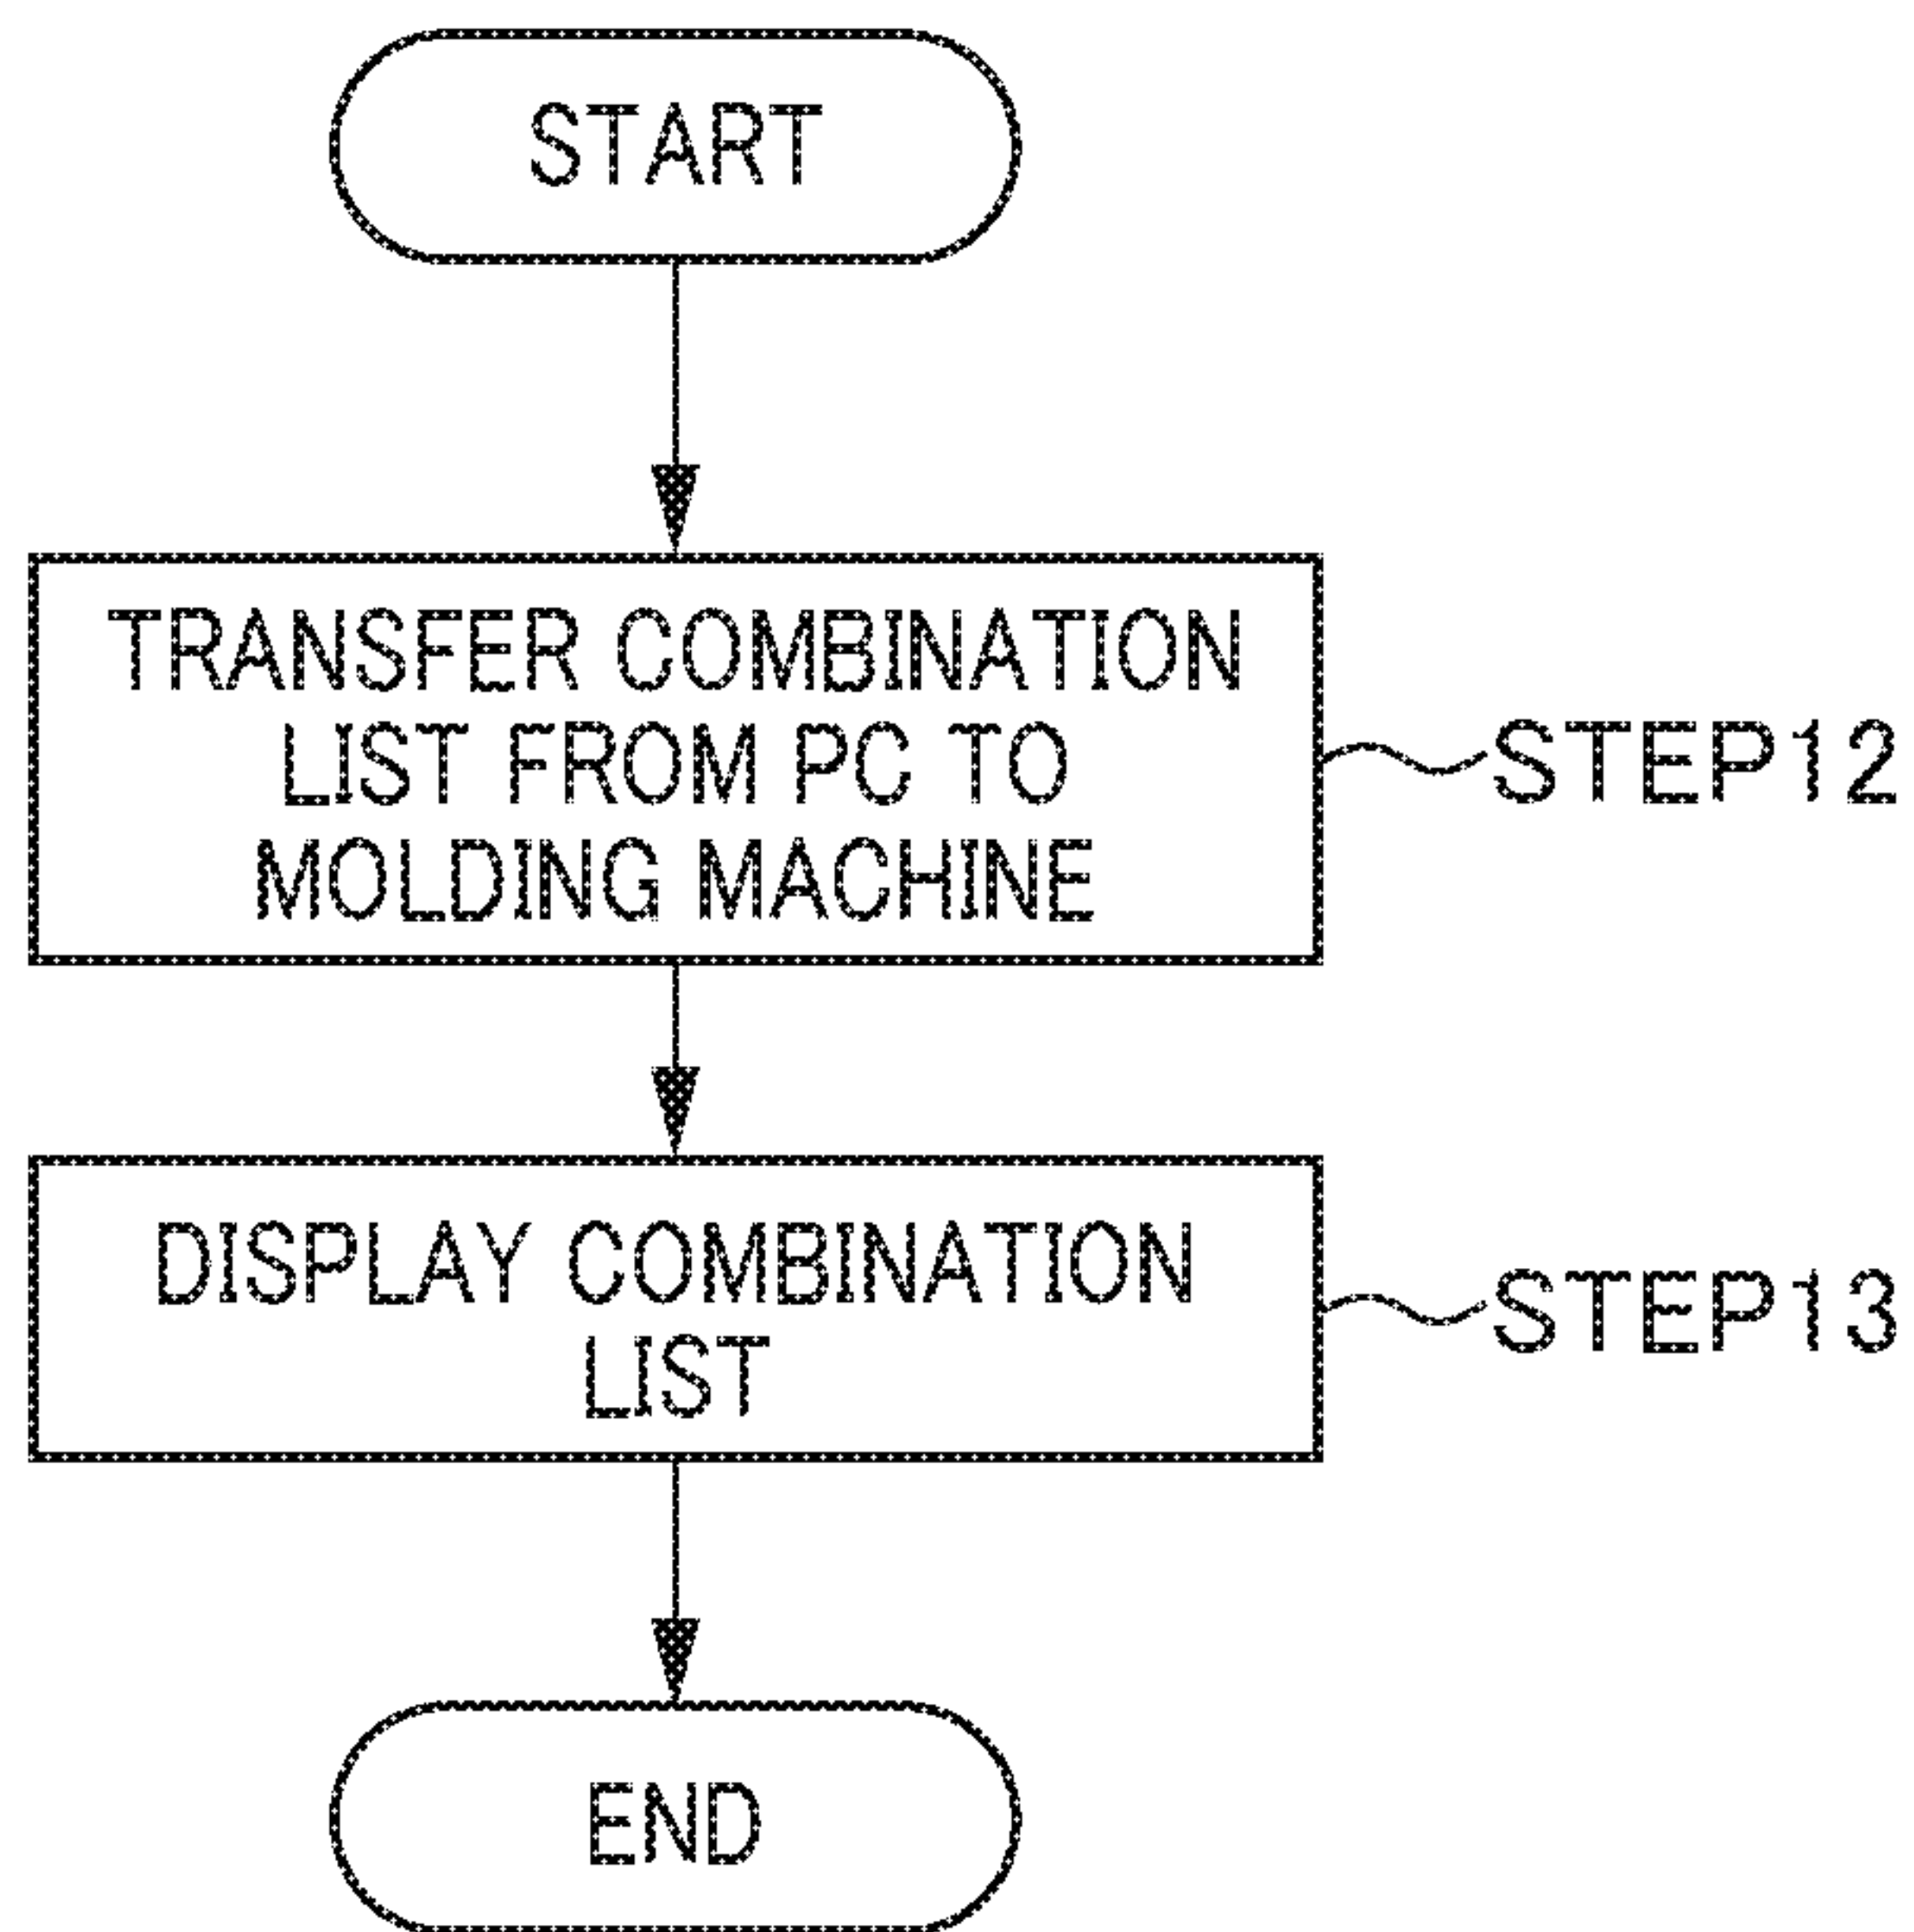 START
TRANSFER COMBINATION
LIST FROM PC TO
MOLDING MACHINE
STEP12
DISPLAY COMBINATION
LIST
STEP13
END